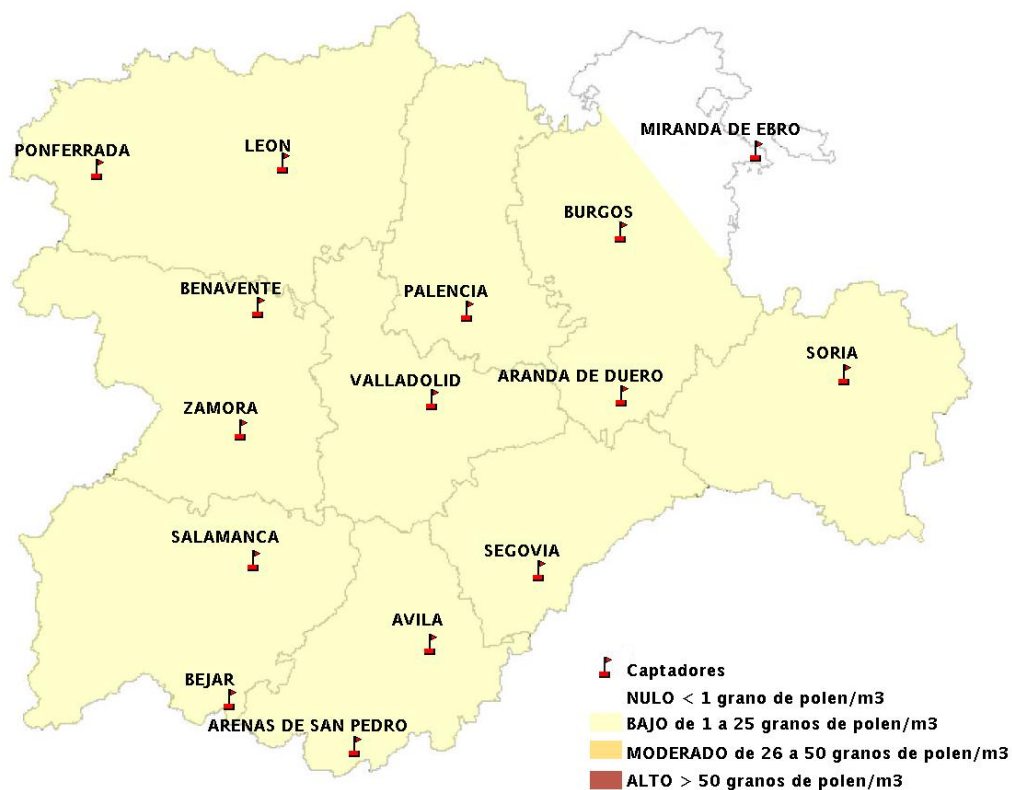 MIRANDA DE EBRO
PONFERRADA
LEON
BURGOS
BENAVENTE
PALENCIA
SORIA
VALLADOLID
ARANDA DE DUERO
ZAMORA
SALAMANCA
SEGOVIA
AVILA
BEJAR
ARENAS DE SAN PEDRO
Captadores
NULO < 1 grano de polen/m3
BAJO de 1 a 25 granos de polen/m3
MODERADO de 26 a 50 granos de polen/m3
ALTO > 50 granos de polen/m3